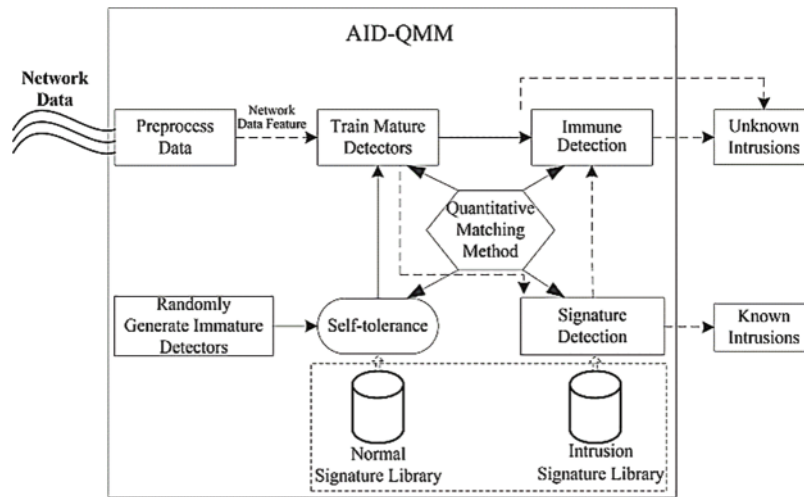 AID-QMM
Network
Data
Preprocess
Data
Network
Data Feature
Train Mature
Detectors
Immune
Detection
Unknown
Intrusions
Quantitative
Matching
Method
Randomly
Generate Immature
Detectors
Self-tolerance
Signature
Detection
Known
Intrusions
Normal
Signature Library
Intrusion
Signature Library